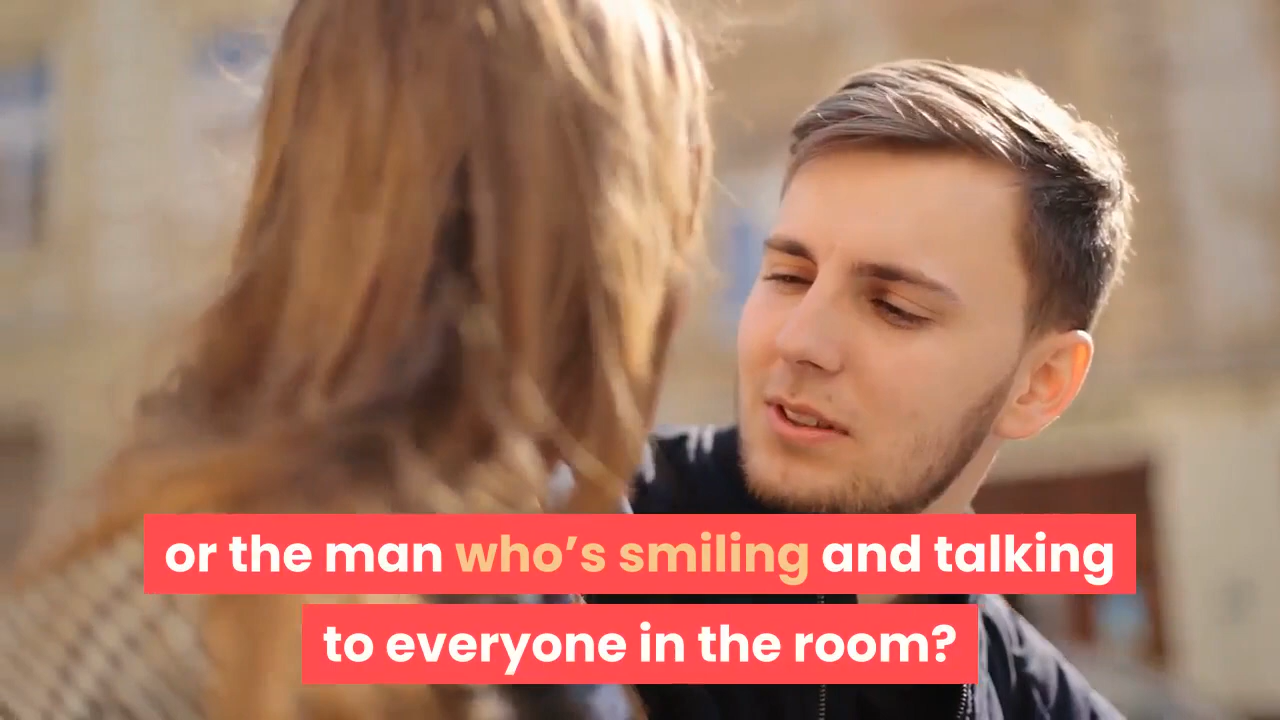 or the man who’s smiling and talking
to everyone in the room?